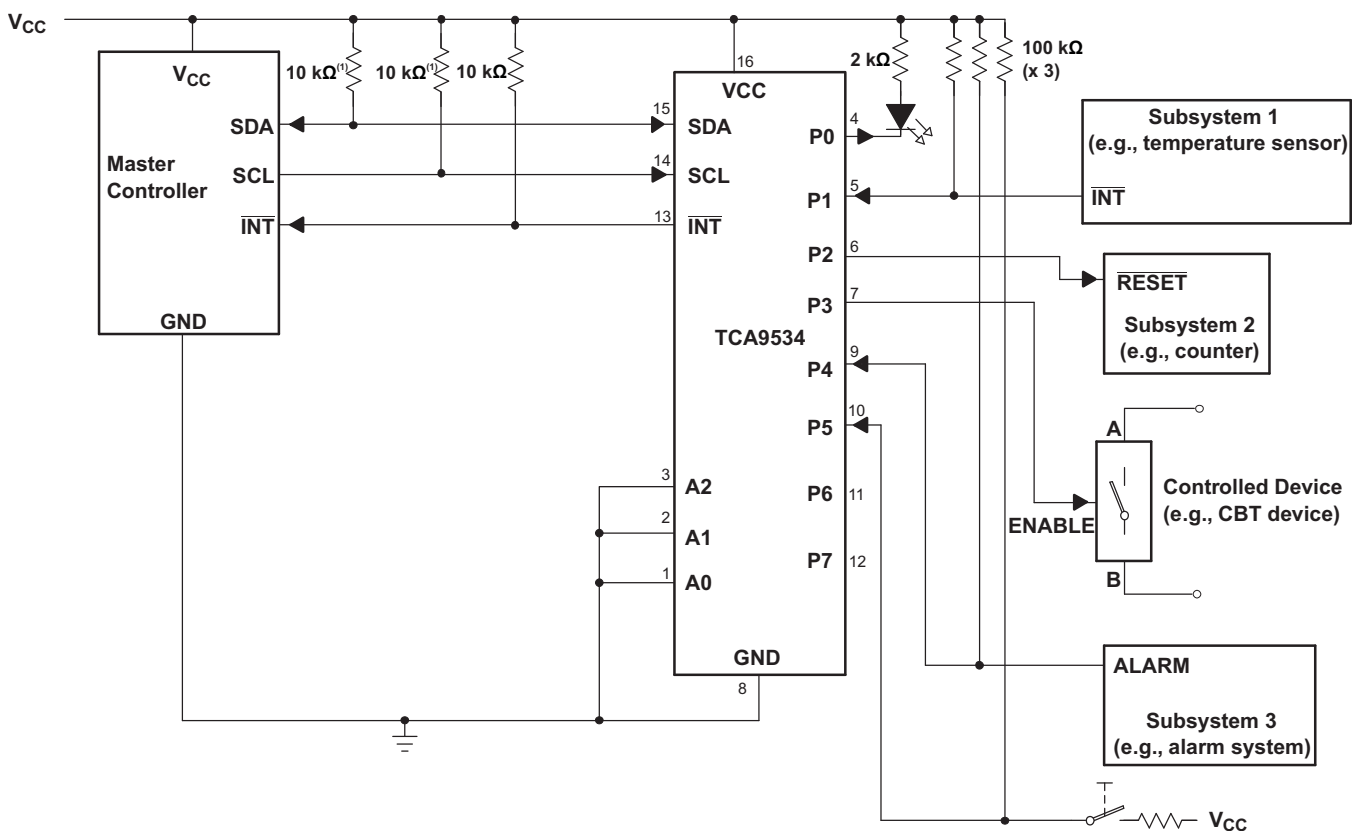 VCC
VCC
10 kΩ(1)
10 kΩ(1)
10 kΩ
Master
Controller
SDA
SCL
INT
GND
15
14
13
3
2
1
16
VCC
SDA
SCL
INT
TCA9534
A2
A1
A0
GND
8
P0
P1
P2
P3
P4
P5
P6
P7
4
5
6
7
9
10
11
12
2 kΩ
100 kΩ
(x 3)
Subsystem 1
(e.g., temperature sensor)
INT
RESET
Subsystem 2
(e.g., counter)
A
ENABLE
B
Controlled Device
(e.g., CBT device)
ALARM
Subsystem 3
(e.g., alarm system)
VCC